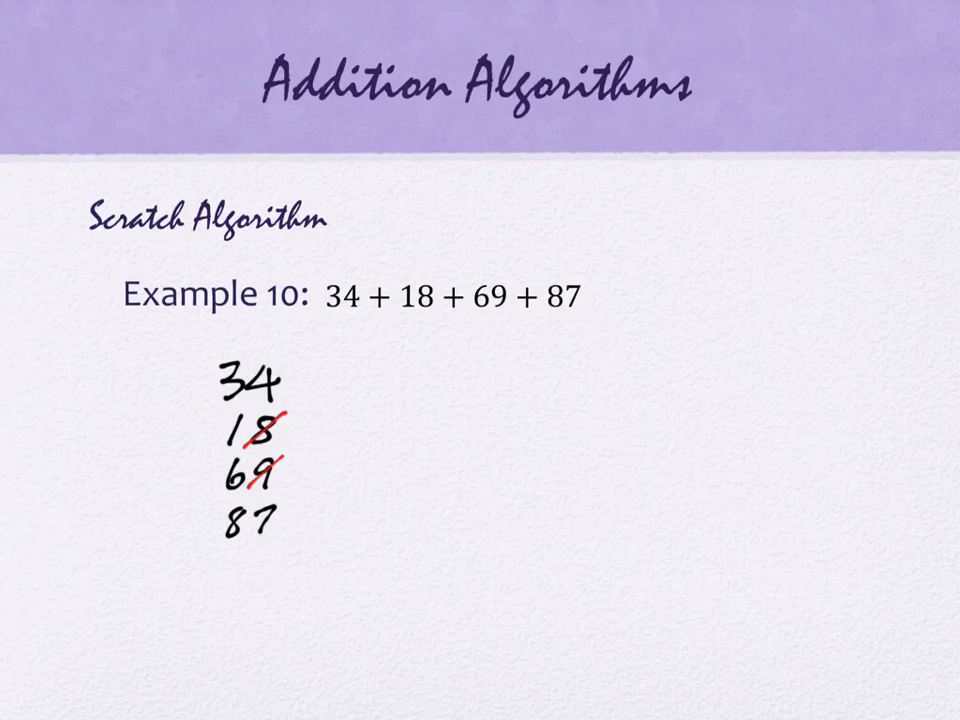 Addition Algorithms
Scratch Algorithm
Example 10: 34 + 18 + 69 + 87
34
18
69
87